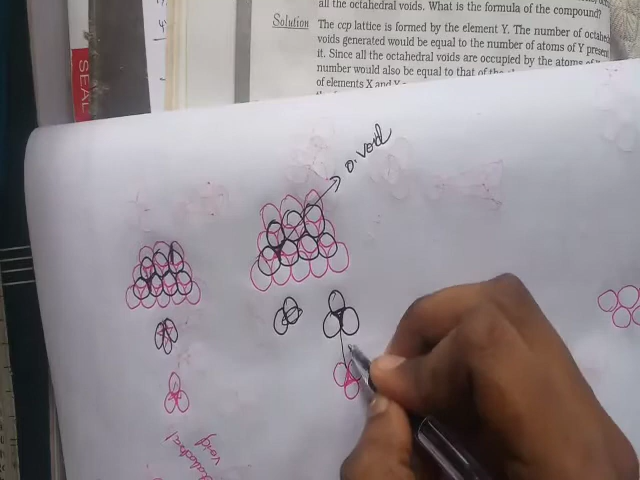 all the octahedral voids. What is the formula of the compound?
Solution The ccp lattice is formed by the element Y. The number of octahe
voids generated would be equal to the number of atoms of Y present
it. Since all the octahedral voids are occupied by the atoms of
number would also be equal to that of the
of elements X and Y
SEAL
o. void
void